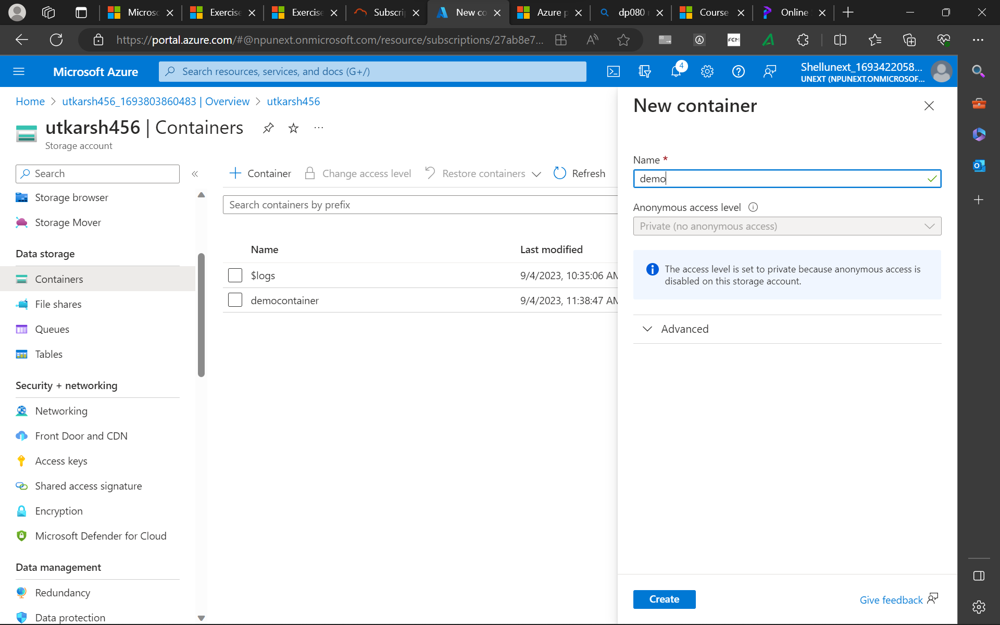 Microso
Exercise
Exercise
Subscri
New co
Azure p
dp080
Course
Online
https://portal.azure.com/#@npunext.onmicrosoft.com/resource/subscriptions/27ab8e7...
FCM
Microsoft Azure
Search resources, services, and docs (G+/)
4
Shellunext_1693422058...
UNEXT (NPUNEXT.ONMICROSOF...
Home > utkarsh456_1693803860483 | Overview > utkarsh456
utkarsh456 | Containers
Storage account
Search
Storage browser
Storage Mover
Data storage
Containers
File shares
Queues
Tables
Security + networking
Networking
Front Door and CDN
Access keys
Shared access signature
Encryption
Microsoft Defender for Cloud
Data management
Redundancy
Data protection
Container
Change access level
Restore containers
Refresh
Search containers by prefix
Name Last modified
$logs 9/4/2023, 10:35:06 AM
democontainer 9/4/2023, 11:38:47 AM
New container
Name *
demo
Anonymous access level
Private (no anonymous access)
The access level is set to private because anonymous access is
disabled on this storage account.
Advanced
Create
Give feedback